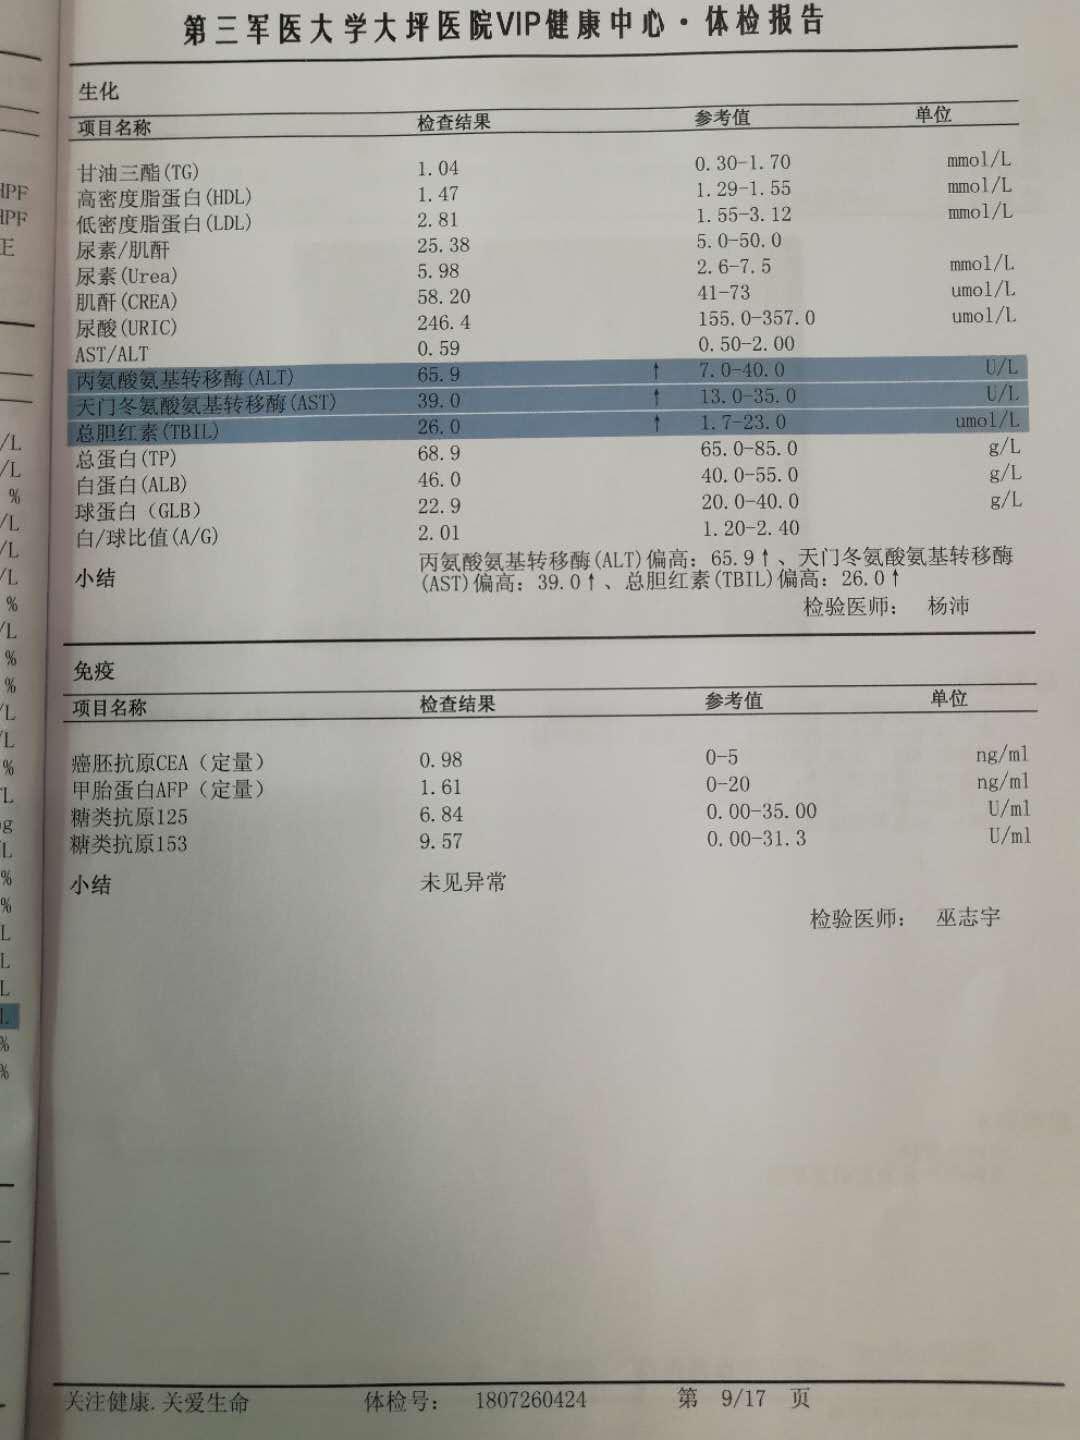 第三军医大学大坪医院VIP健康中心·体检报告
生化
项目名称 检查结果 参考值 单位
甘油三酯(TG) 1.04 0.30-1.70 mmol/L
高密度脂蛋白(HDL) 1.47 1.29-1.55 mmol/L
低密度脂蛋白(LDL) 2.81 1.55-3.12 mmol/L
尿素/肌酐 25.38 5.0-50.0
尿素(Urea) 5.98 2.6-7.5 mmol/L
肌酐(CREA) 58.20 41-73 umol/L
尿酸(URIC) 246.4 155.0-357.0 umol/L
AST/ALT 0.59 0.50-2.00
丙氨酸氨基转移酶(ALT) 65.9 ↑ 7.0-40.0 U/L
天门冬氨酸氨基转移酶(AST) 39.0 ↑ 13.0-35.0 U/L
总胆红素(TBIL) 26.0 ↑ 1.7-23.0 umol/L
总蛋白(TP) 68.9 65.0-85.0 g/L
白蛋白(ALB) 46.0 40.0-55.0 g/L
球蛋白（GLB） 22.9 20.0-40.0 g/L
白/球比值(A/G) 2.01 1.20-2.40
小结 丙氨酸氨基转移酶(ALT)偏高：65.9↑、天门冬氨酸氨基转移酶
(AST)偏高：39.0↑、总胆红素(TBIL)偏高：26.0↑
检验医师： 杨沛
免疫
项目名称 检查结果 参考值 单位
癌胚抗原CEA（定量） 0.98 0-5 ng/ml
甲胎蛋白AFP（定量） 1.61 0-20 ng/ml
糖类抗原125 6.84 0.00-35.00 U/ml
糖类抗原153 9.57 0.00-31.3 U/ml
小结 未见异常
检验医师： 巫志宇
关注健康.关爱生命 体检号： 1807260424 第 9/17 页